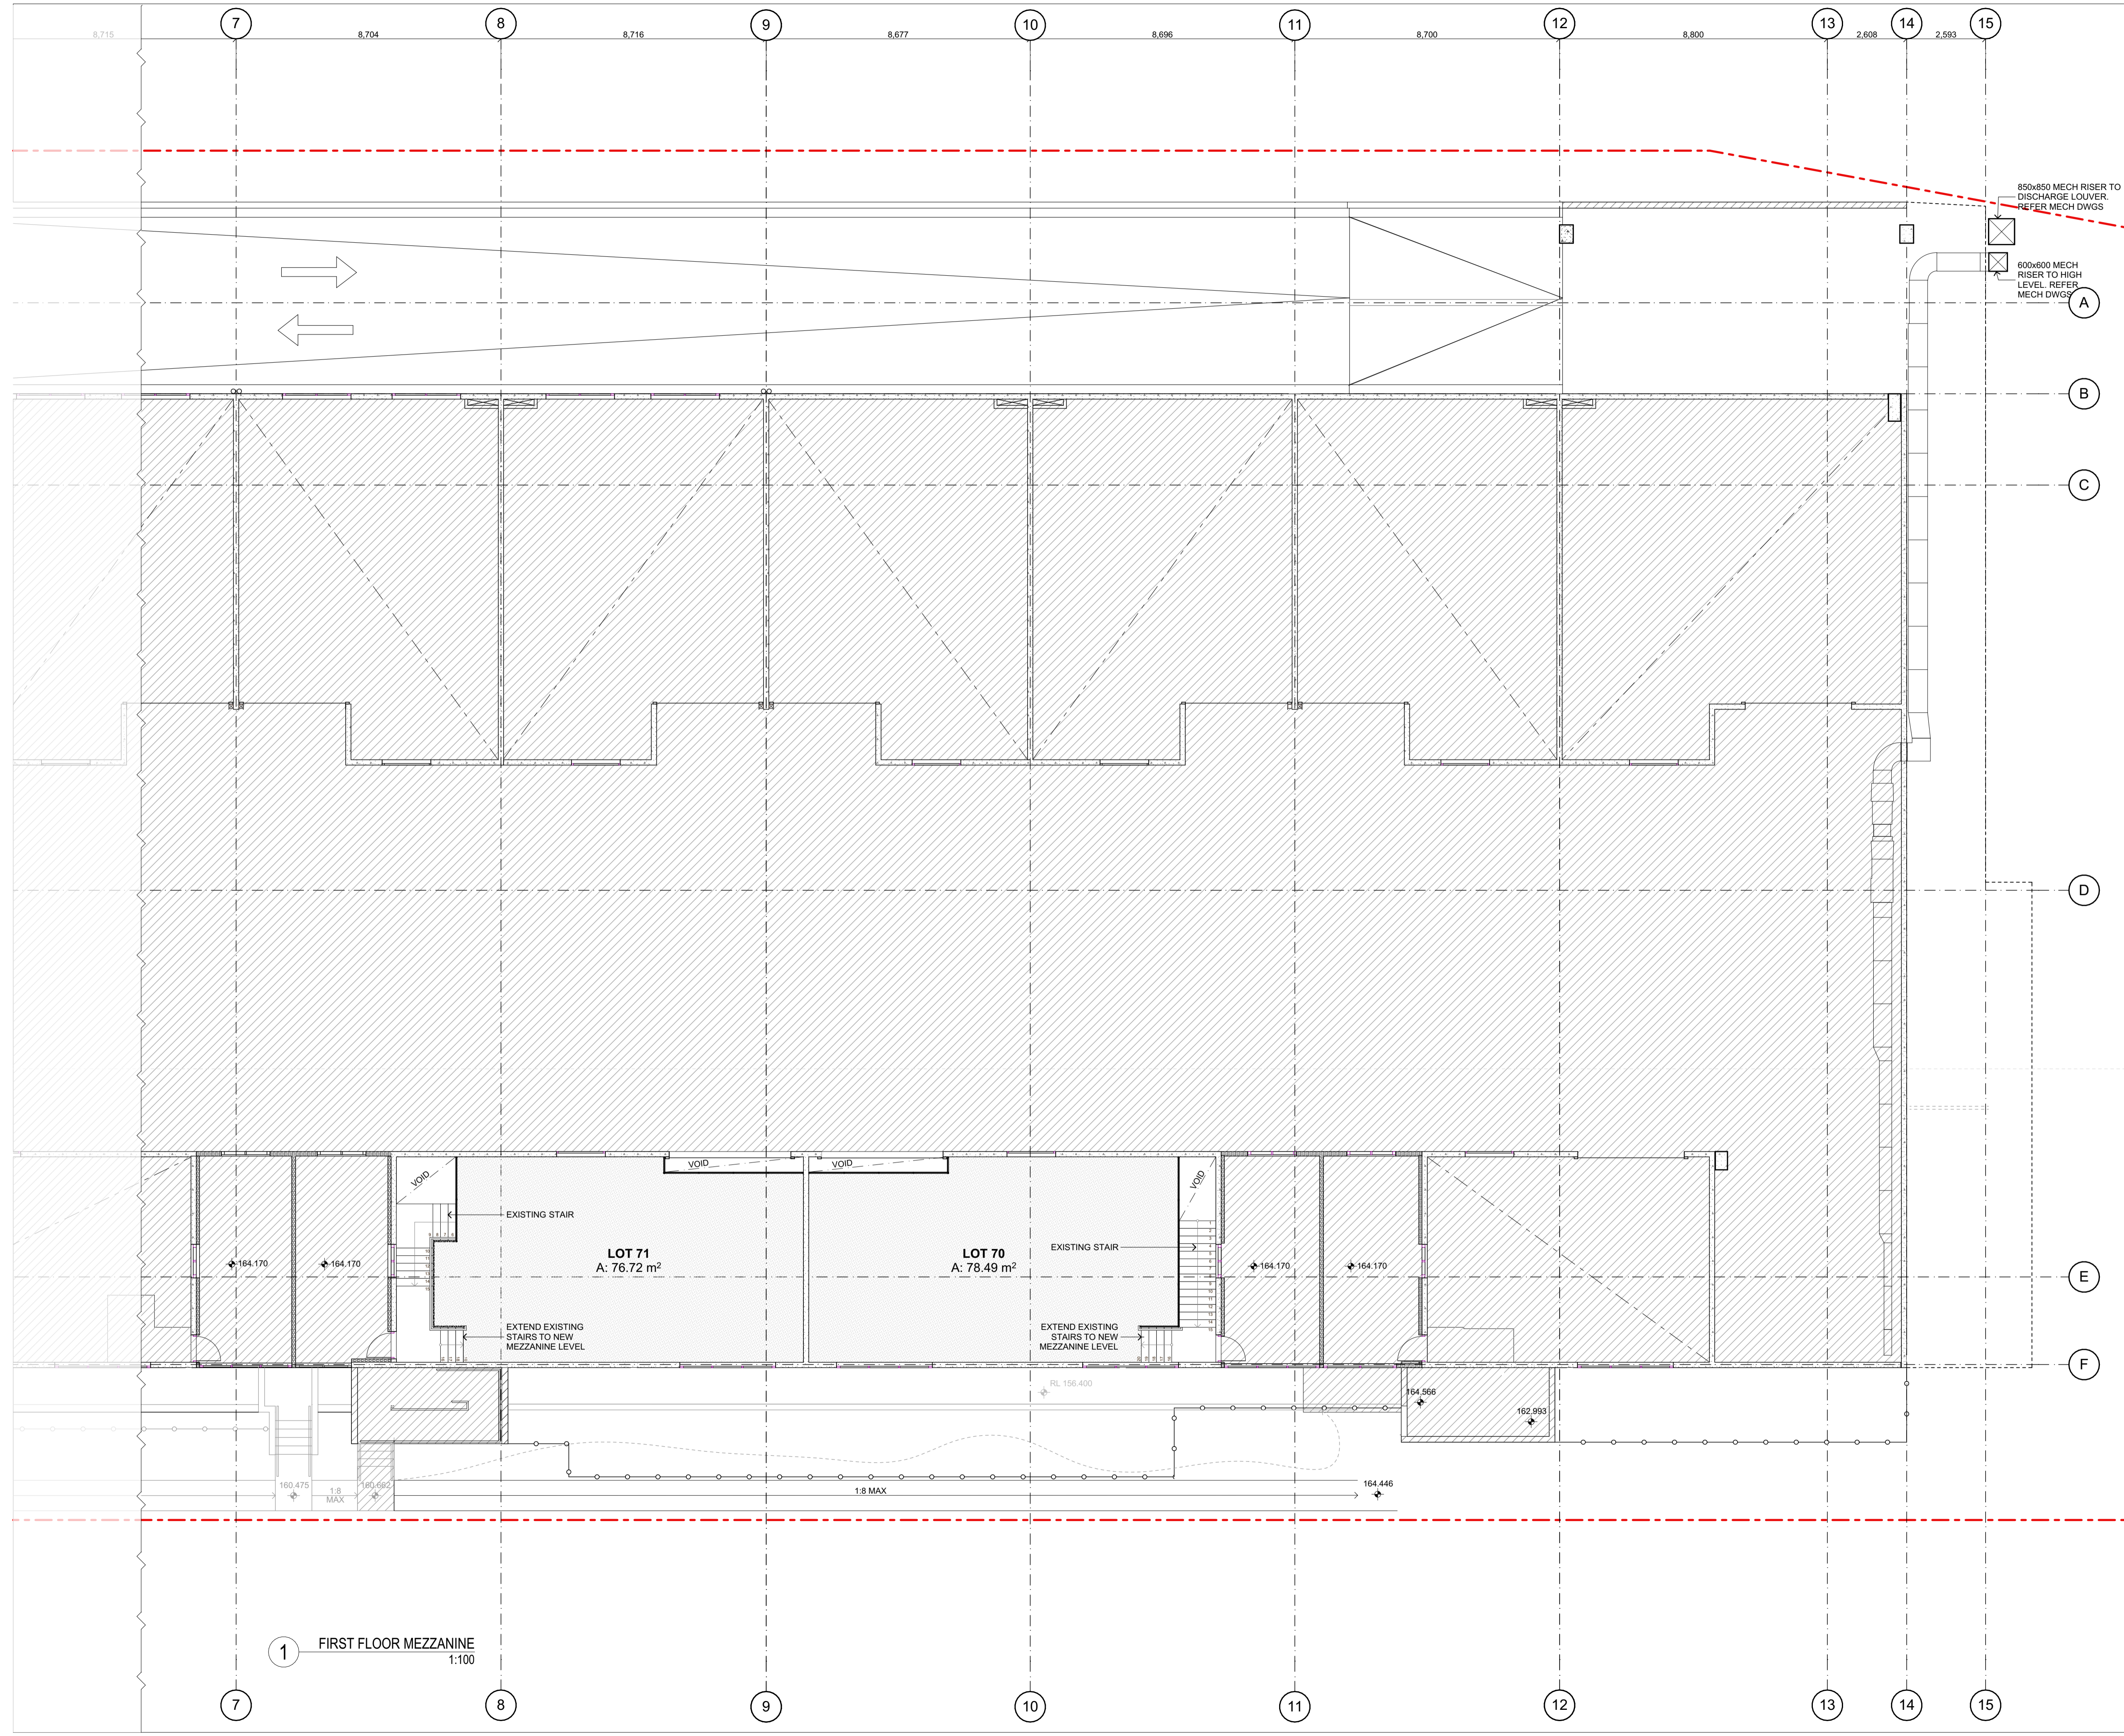 7 8 9 10 11 12 13 14 15
8,715 8,704 8,716 8,677 8,696 8,700 8,800 2,608 2,593
850x850 MECH RISER TO
DISCHARGE LOUVER.
REFER MECH DWGS
600x600 MECH
RISER TO HIGH
LEVEL. REFER
MECH DWGS
A
B
C
D
VOID
VOID
VOID
VOID
EXISTING STAIR
EXISTING STAIR
LOT 71
A: 76.72 m²
LOT 70
A: 78.49 m²
164.170
164.170
164.170
164.170
E
EXTEND EXISTING
STAIRS TO NEW
MEZZANINE LEVEL
EXTEND EXISTING
STAIRS TO NEW
MEZZANINE LEVEL
F
RL 156.400
164.566
162.993
160.475
1:8
MAX
160.662
1:8 MAX
164.446
1
FIRST FLOOR MEZZANINE
1:100
7 8 9 10 11 12 13 14 15